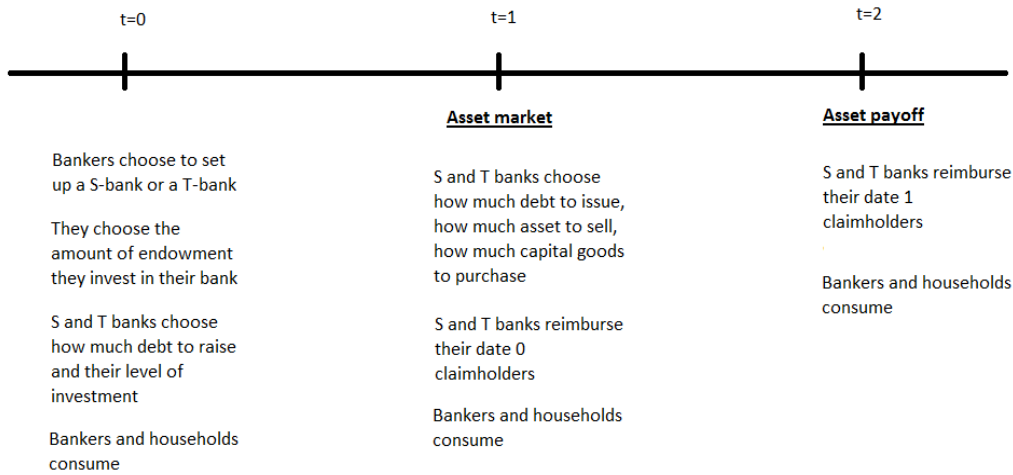 t=0
t=1
t=2
Bankers choose to set
up a S-bank or a T-bank
They choose the
amount of endowment
they invest in their bank
S and T banks choose
how much debt to raise
and their level of
investment
Bankers and households
consume
Asset market
S and T banks choose
how much debt to issue,
how much asset to sell,
how much capital goods
to purchase
S and T banks reimburse
their date 0
claimholders
Bankers and households
consume
Asset payoff
S and T banks reimburse
their date 1
claimholders
Bankers and households
consume